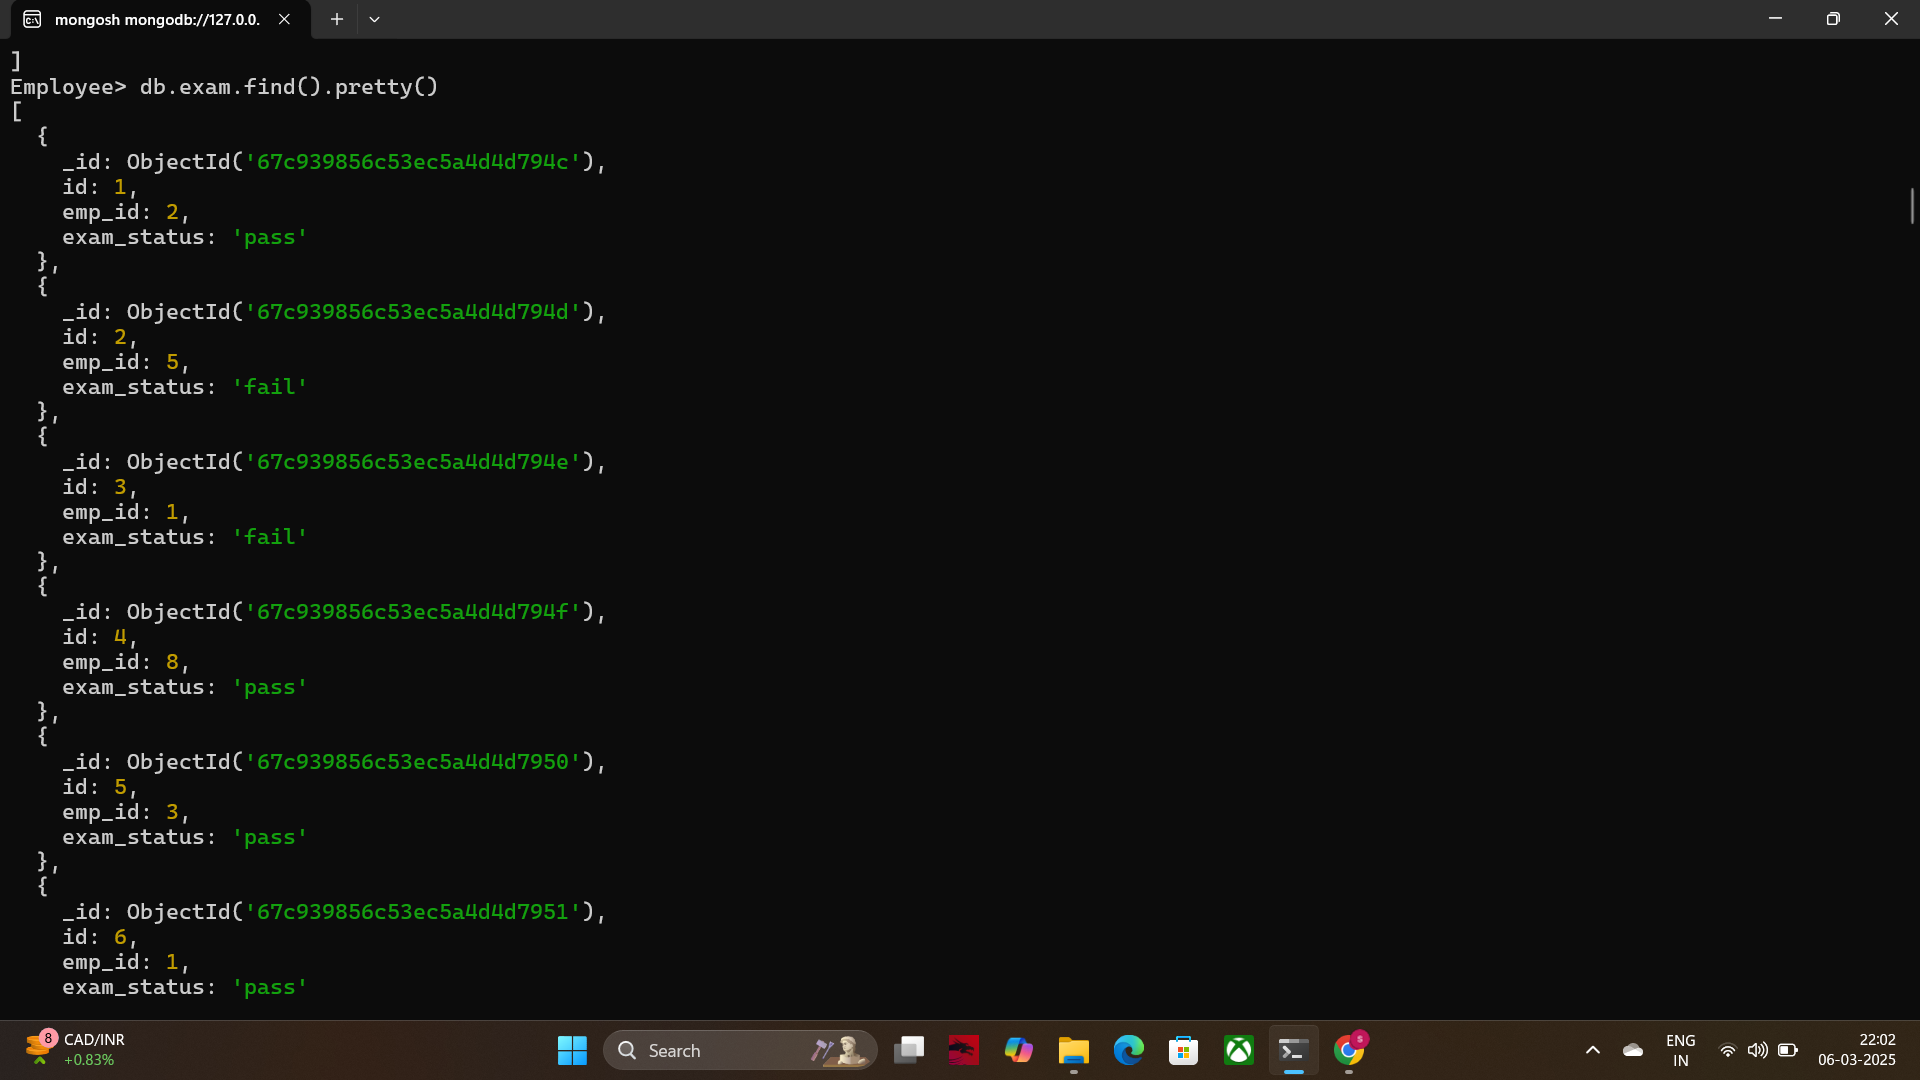 mongosh mongodb://127.0.0.
]
Employee> db.exam.find().pretty()
[
  {
    _id: ObjectId('67c939856c53ec5a4d4d794c'),
    id: 1,
    emp_id: 2,
    exam_status: 'pass'
  },
  {
    _id: ObjectId('67c939856c53ec5a4d4d794d'),
    id: 2,
    emp_id: 5,
    exam_status: 'fail'
  },
  {
    _id: ObjectId('67c939856c53ec5a4d4d794e'),
    id: 3,
    emp_id: 1,
    exam_status: 'fail'
  },
  {
    _id: ObjectId('67c939856c53ec5a4d4d794f'),
    id: 4,
    emp_id: 8,
    exam_status: 'pass'
  },
  {
    _id: ObjectId('67c939856c53ec5a4d4d7950'),
    id: 5,
    emp_id: 3,
    exam_status: 'pass'
  },
  {
    _id: ObjectId('67c939856c53ec5a4d4d7951'),
    id: 6,
    emp_id: 1,
    exam_status: 'pass'
8
CAD/INR
+0.83%
Search
S
ENG
IN
22:02
06-03-2025